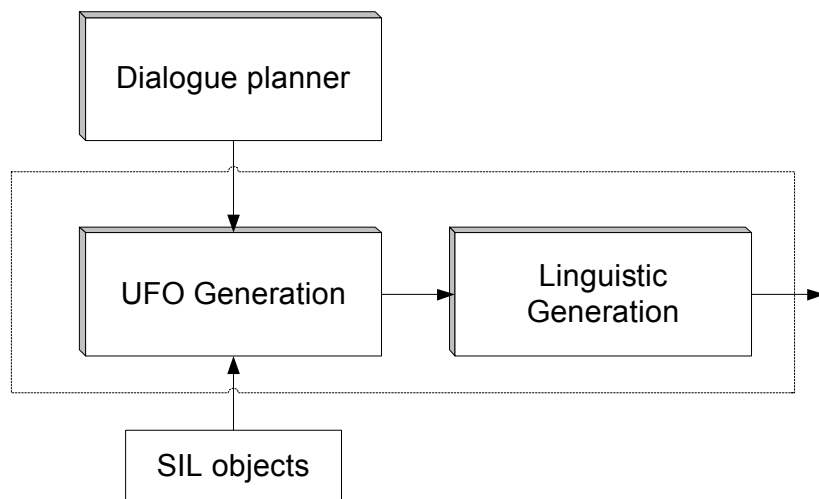 Dialogue planner
UFO Generation
Linguistic
Generation
SIL objects